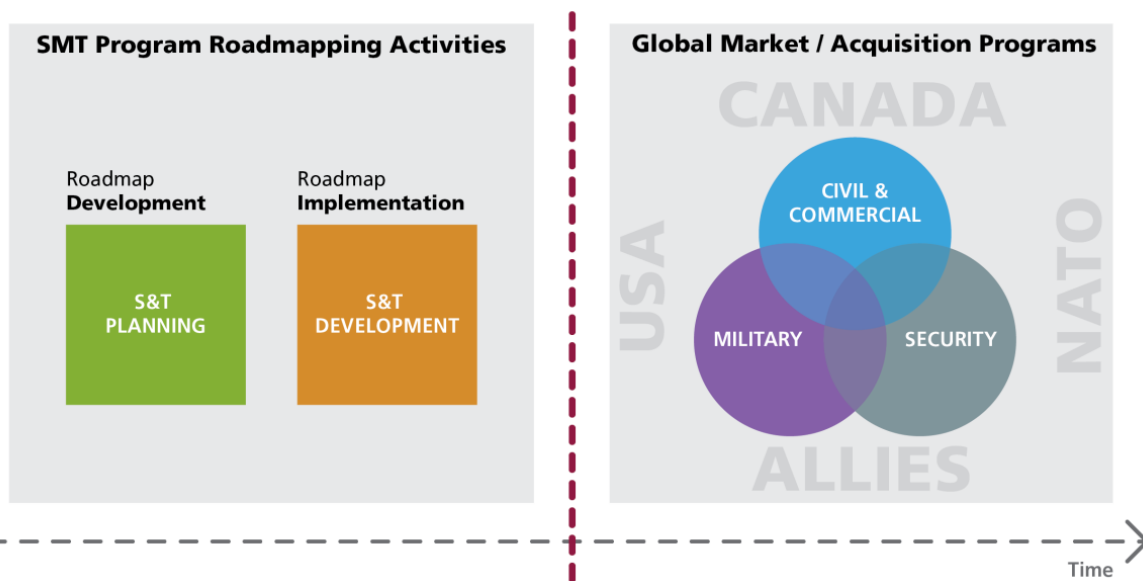 SMT Program Roadmapping Activities
Roadmap
Development
S&T
PLANNING
Roadmap
Implementation
S&T
DEVELOPMENT
Global Market / Acquisition Programs
CANADA
USA
CIVIL &
COMMERCIAL
MILITARY
SECURITY
NATO
ALLIES
Time